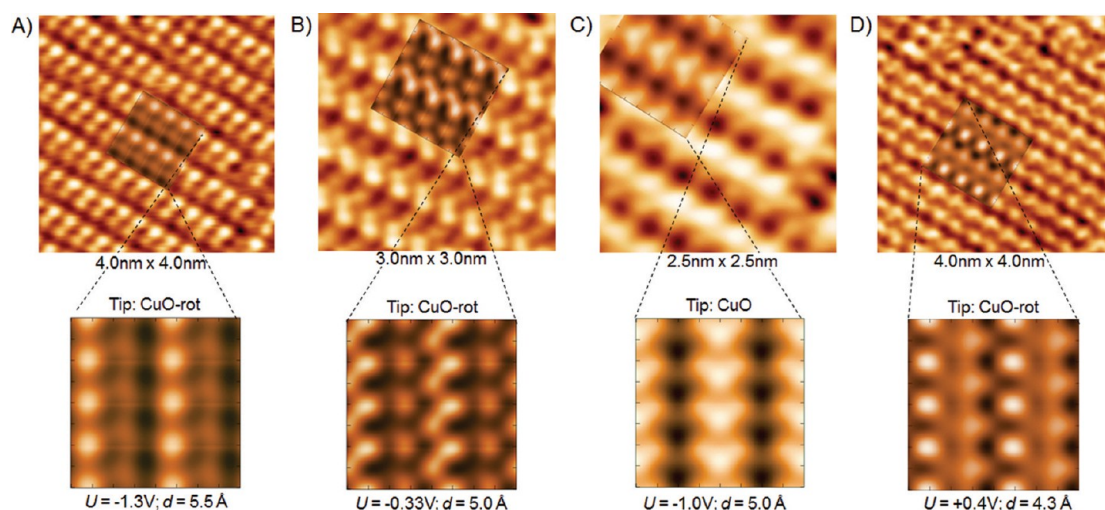 A)
B)
C)
D)
4.0nm x 4.0nm
3.0nm x 3.0nm
2.5nm x 2.5nm
4.0nm x 4.0nm
Tip: CuO-rot
Tip: CuO-rot
Tip: CuO
Tip: CuO-rot
U = -1.3V; d = 5.5 Å
U = -0.33V; d = 5.0 Å
U = -1.0V; d = 5.0 Å
U = +0.4V; d = 4.3 Å